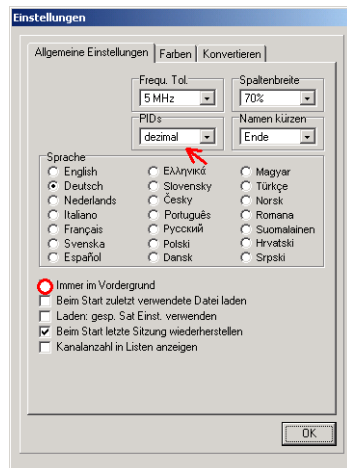 Einstellungen
Allgemeine Einstellungen Farben Konvertieren
Frequ. Tol. Spaltenbreite
5 MHz 70%
PIDs Namen kürzen
dezimal Ende
Sprache
English Ελληνικά Magyar
Deutsch Slovensky Türkçe
Nederlands Česky Norsk
Italiano Português Romana
Français Русский Suomalainen
Svenska Polski Hrvatski
Español Dansk Srpski
Immer im Vordergrund
Beim Start zuletzt verwendete Datei laden
Laden: gesp. Sat Einst. verwenden
Beim Start letzte Sitzung wiederherstellen
Kanalanzahl in Listen anzeigen
OK